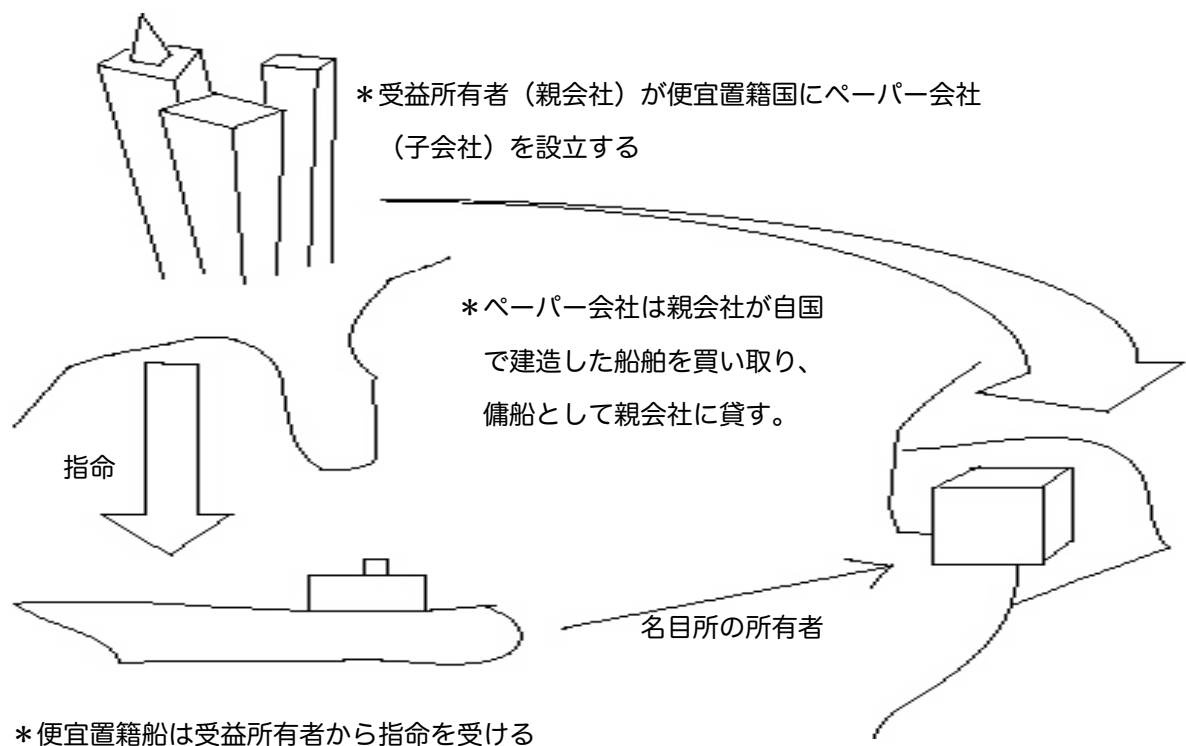 ＊受益所有者（親会社）が便宜置籍国にペーパー会社
（子会社）を設立する
＊ペーパー会社は親会社が自国
で建造した船舶を買い取り、
傭船として親会社に貸す。
指命
名目所の所有者
＊便宜置籍船は受益所有者から指命を受ける